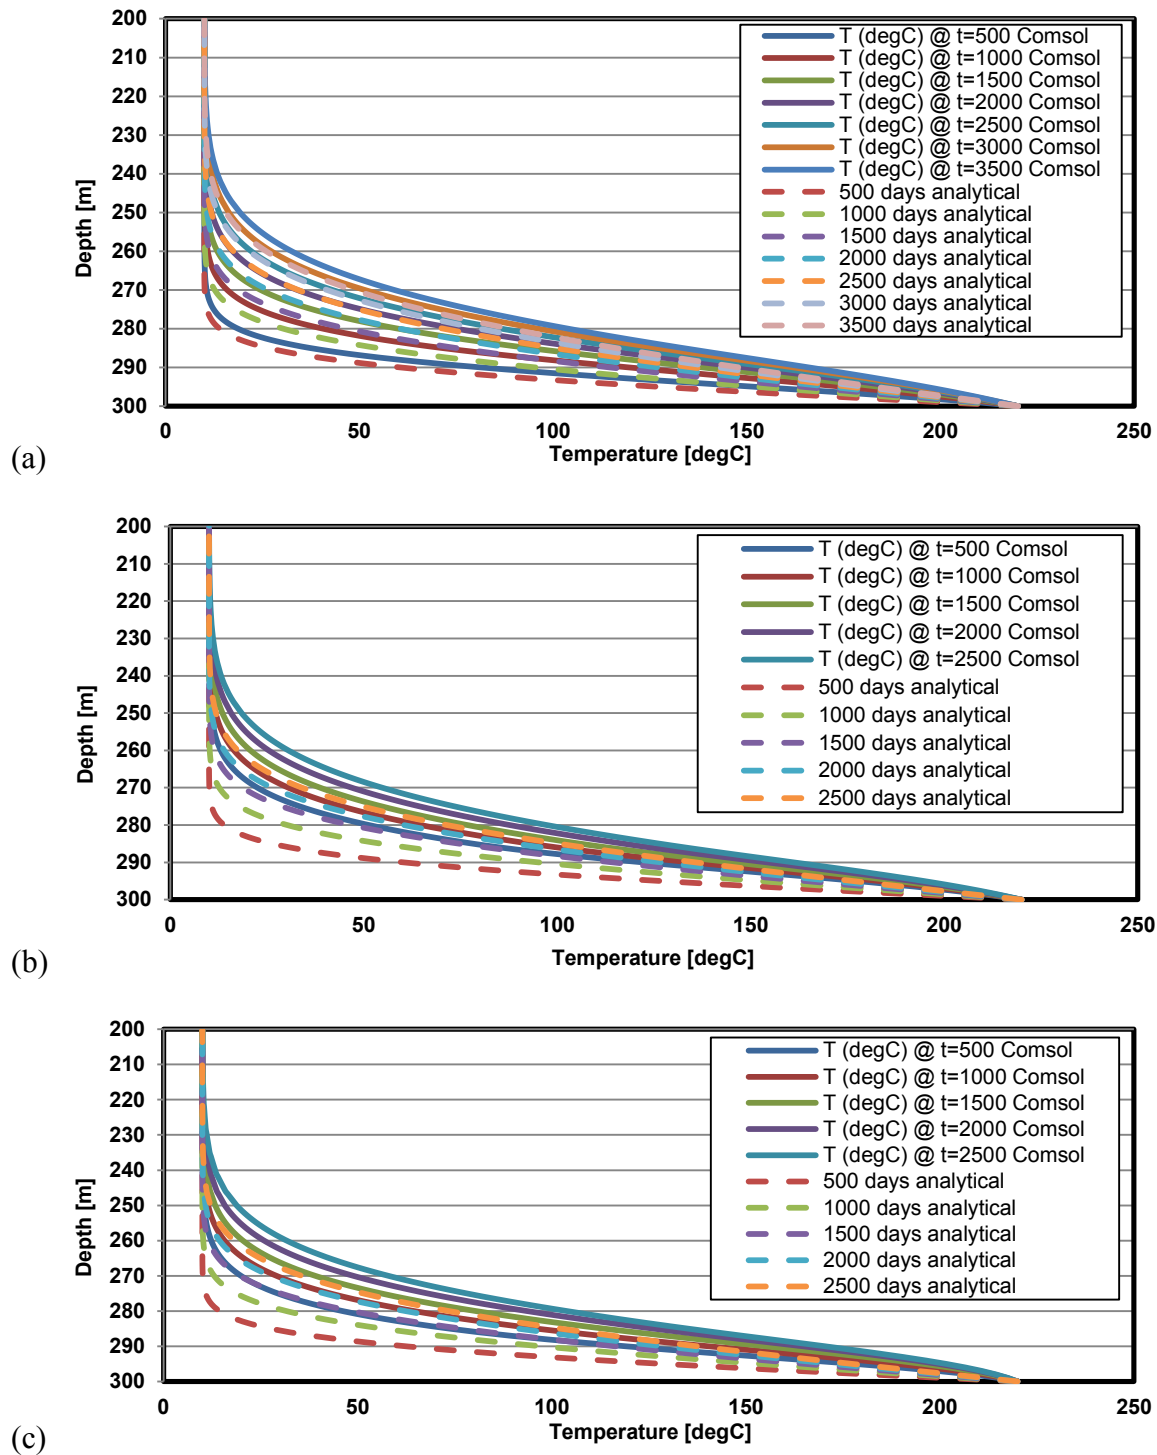 200
210
220
230
240
250
260
270
280
290
300
Depth [m]
T (degC) @ t=500 Comsol
T (degC) @ t=1000 Comsol
T (degC) @ t=1500 Comsol
T (degC) @ t=2000 Comsol
T (degC) @ t=2500 Comsol
T (degC) @ t=3000 Comsol
T (degC) @ t=3500 Comsol
500 days analytical
1000 days analytical
1500 days analytical
2000 days analytical
2500 days analytical
3000 days analytical
3500 days analytical
0 50 100 150 200 250
Temperature [degC]
(a)
200
210
220
230
240
250
260
270
280
290
300
Depth [m]
T (degC) @ t=500 Comsol
T (degC) @ t=1000 Comsol
T (degC) @ t=1500 Comsol
T (degC) @ t=2000 Comsol
T (degC) @ t=2500 Comsol
500 days analytical
1000 days analytical
1500 days analytical
2000 days analytical
2500 days analytical
0 50 100 150 200 250
Temperature [degC]
(b)
200
210
220
230
240
250
260
270
280
290
300
Depth [m]
T (degC) @ t=500 Comsol
T (degC) @ t=1000 Comsol
T (degC) @ t=1500 Comsol
T (degC) @ t=2000 Comsol
T (degC) @ t=2500 Comsol
500 days analytical
1000 days analytical
1500 days analytical
2000 days analytical
2500 days analytical
0 50 100 150 200 250
Temperature [degC]
(c)